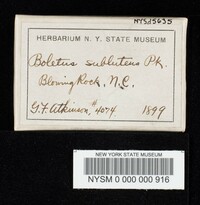 NYSf5635
HERBARIUM N. Y. STATE MUSEUM
Boletus subluteus Pk.
Blowing Rock, N.C.
G. F. Atkinson, #4074. 1899
NEW YORK STATE MUSEUM
NYSM 0 000 000 916